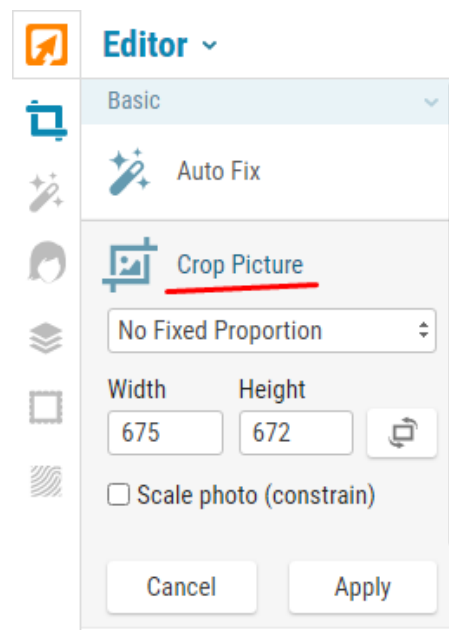 Editor
Basic
Auto Fix
Crop Picture
No Fixed Proportion
Width Height
675 672
Scale photo (constrain)
Cancel Apply